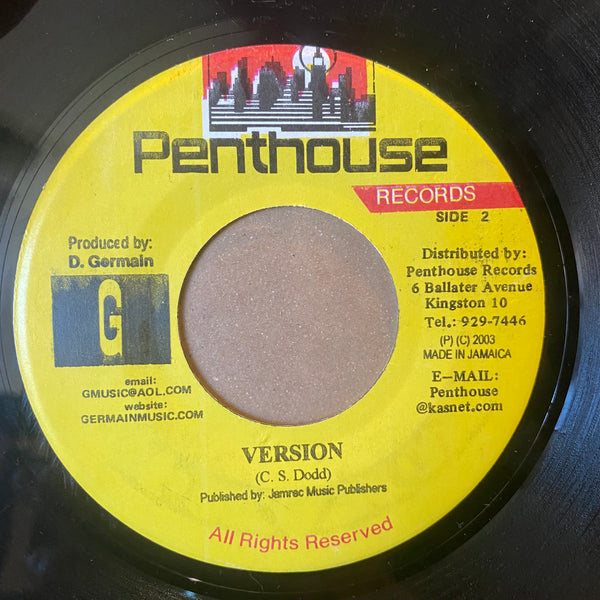 Penthouse
RECORDS
SIDE 2
Produced by:
D. Germain
G
email:
GMUSIC@AOL.COM
website:
GERMAINMUSIC.COM
Distributed by:
Penthouse Records
6 Ballater Avenue
Kingston 10
Tel.: 929-7446
(P) (C) 2003
MADE IN JAMAICA
E-MAIL:
Penthouse
@kasnet.com
VERSION
(C. S. Dodd)
Published by: Jamrec Music Publishers
All Rights Reserved